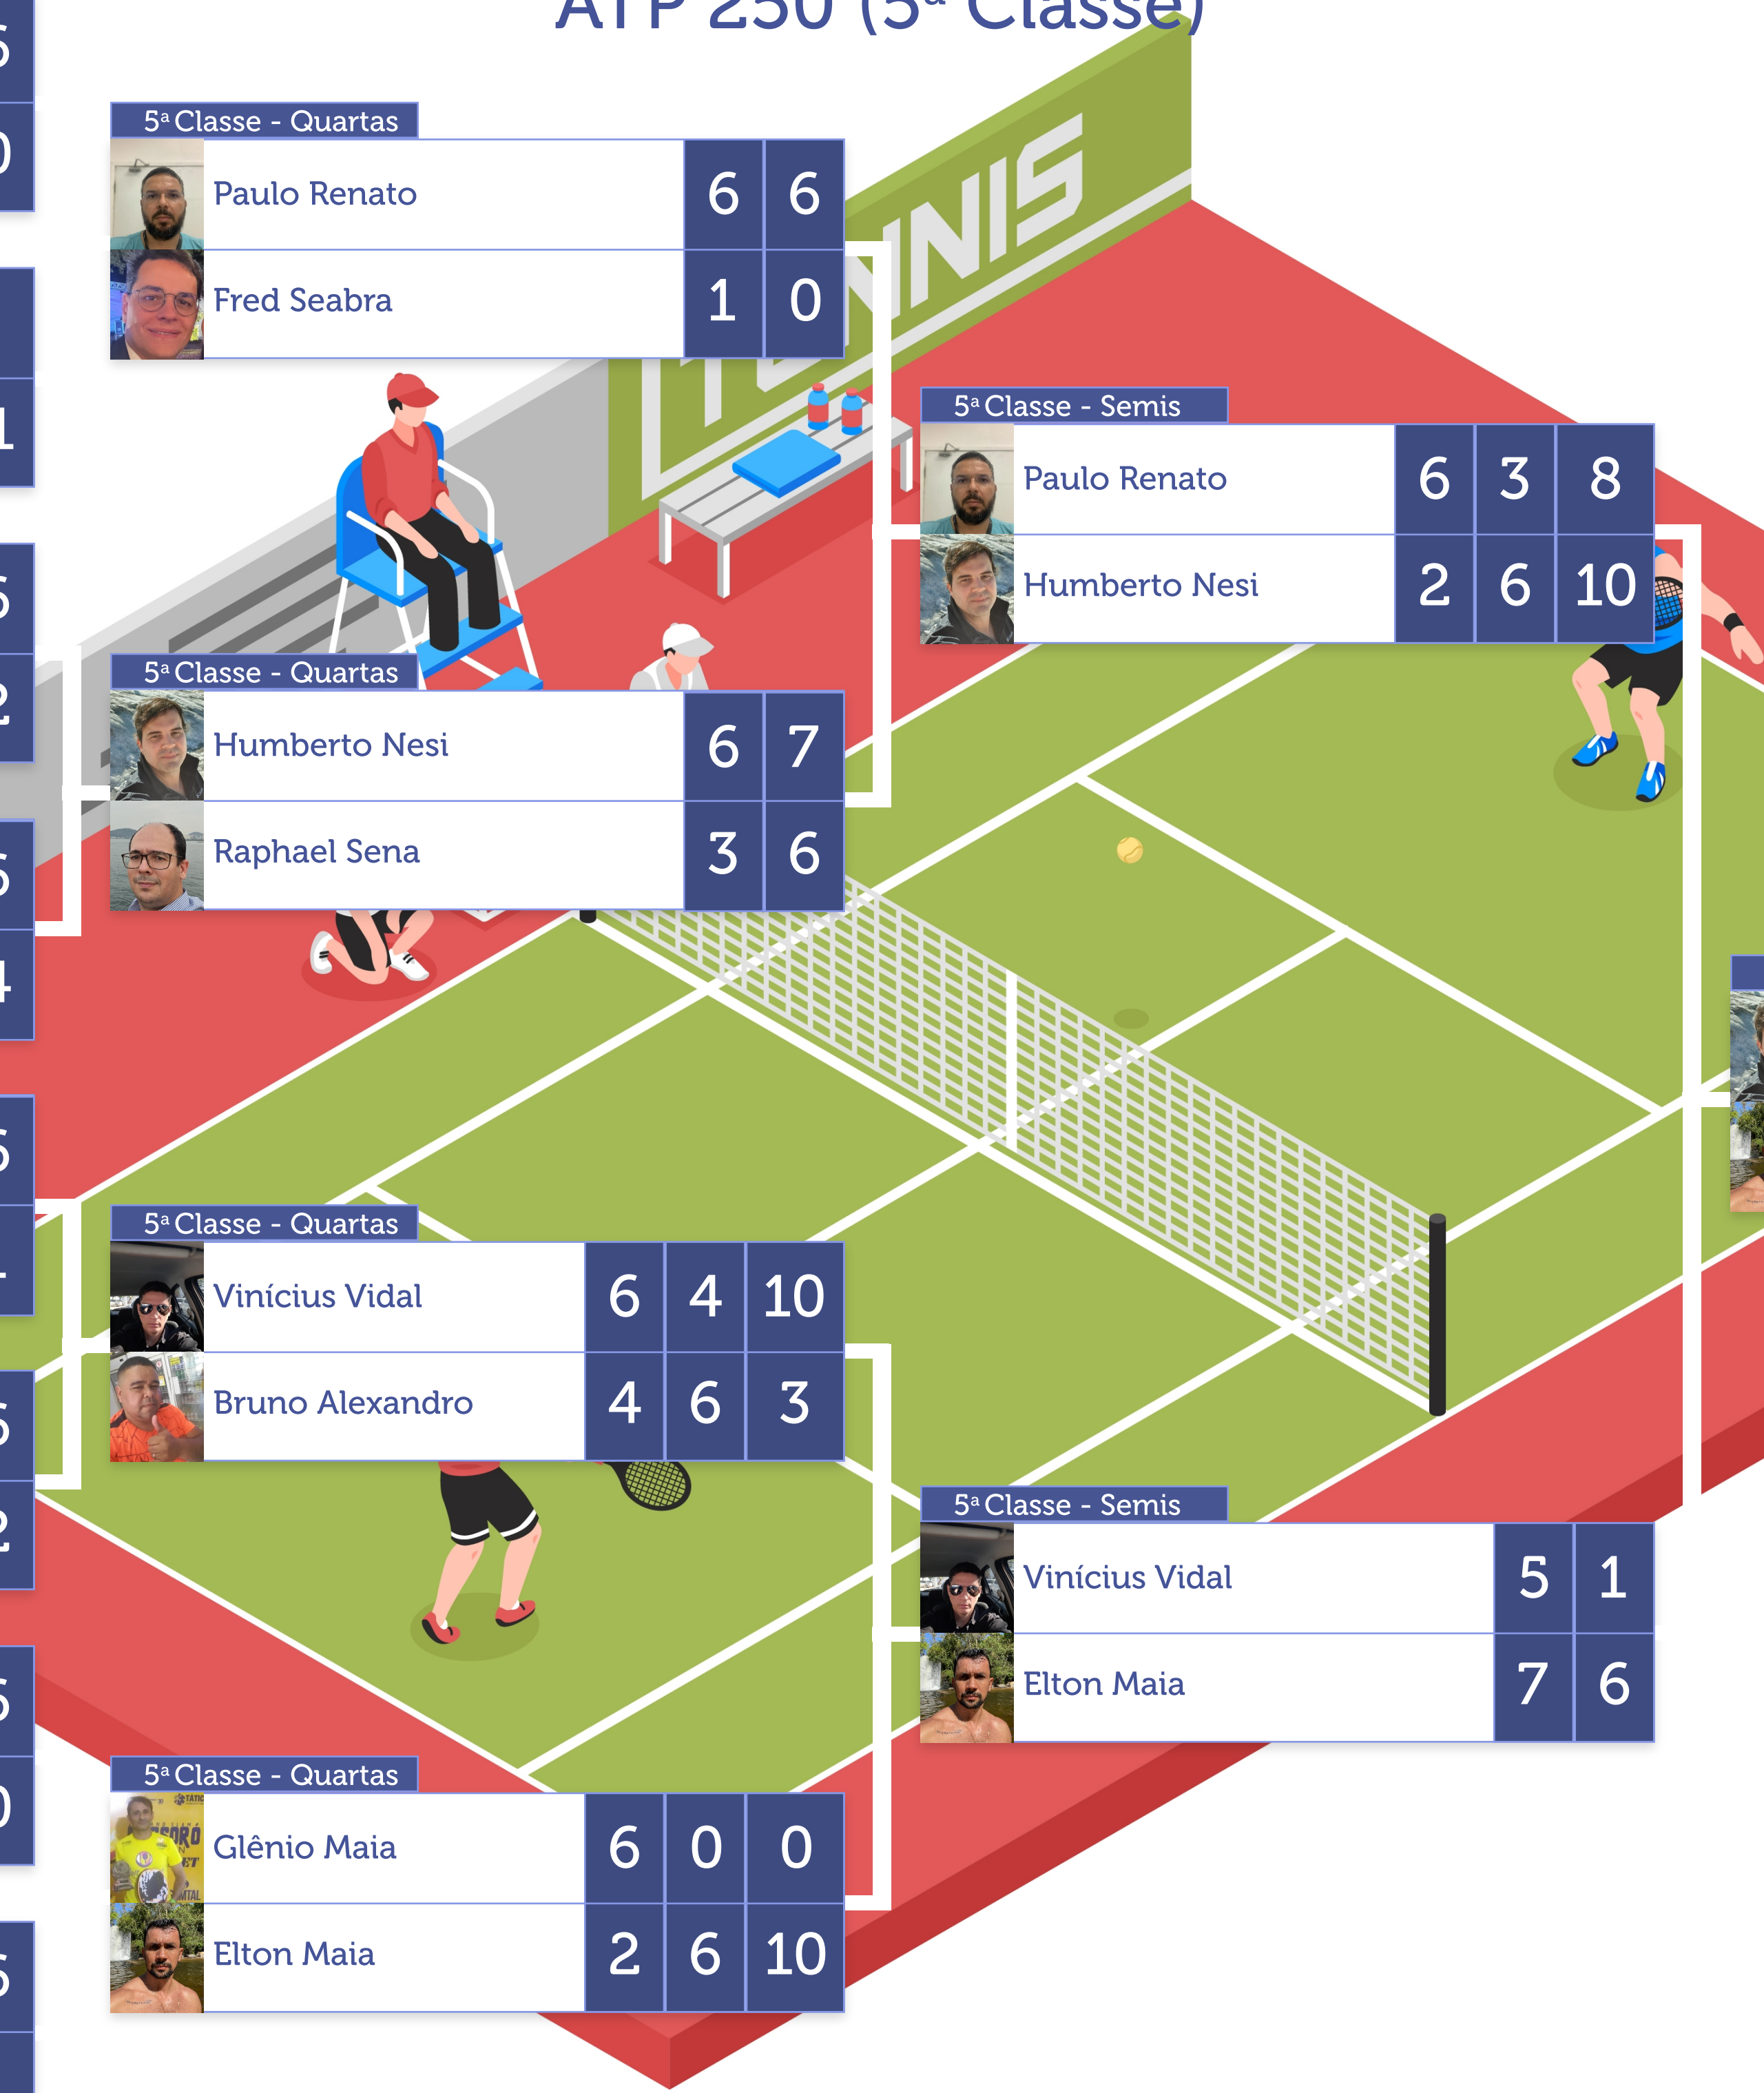 ATP 250 (5ª Classe)
5ª Classe - Quartas
Paulo Renato 6 6
Fred Seabra 1 0
5ª Classe - Semis
Paulo Renato 6 3 8
Humberto Nesi 2 6 10
5ª Classe - Quartas
Humberto Nesi 6 7
Raphael Sena 3 6
5ª Classe - Quartas
Vinícius Vidal 6 4 10
Bruno Alexandro 4 6 3
5ª Classe - Semis
Vinícius Vidal 5 1
Elton Maia 7 6
5ª Classe - Quartas
Glênio Maia 6 0 0
Elton Maia 2 6 10